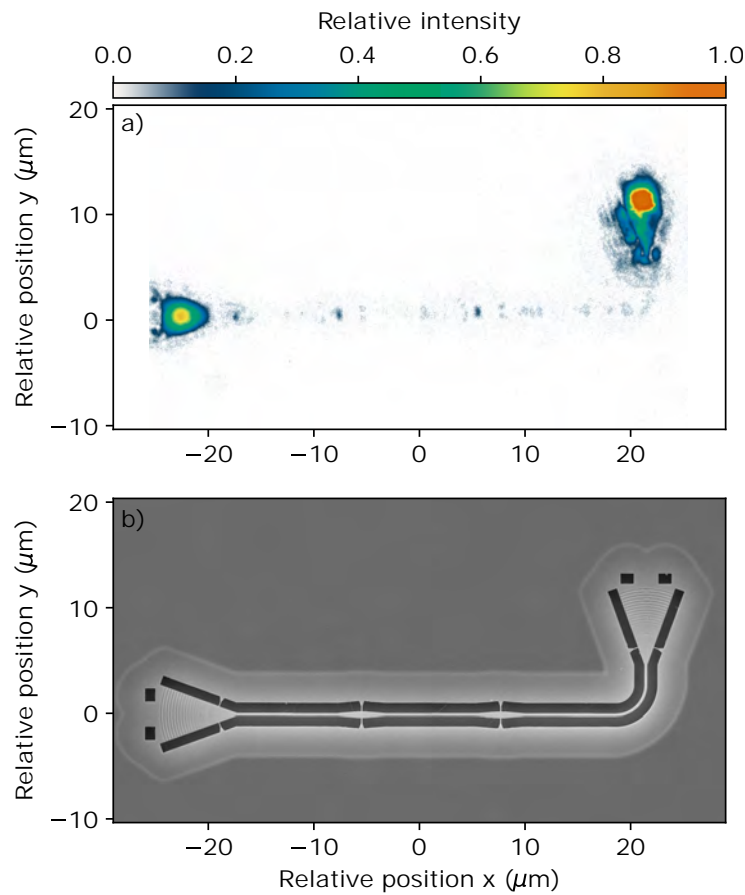 Relative intensity
0.0 0.2 0.4 0.6 0.8 1.0
a)
Relative position y (μm)
20
10
0
−10
−20 −10 0 10 20
b)
Relative position y (μm)
20
10
0
−10
−20 −10 0 10 20
Relative position x (μm)